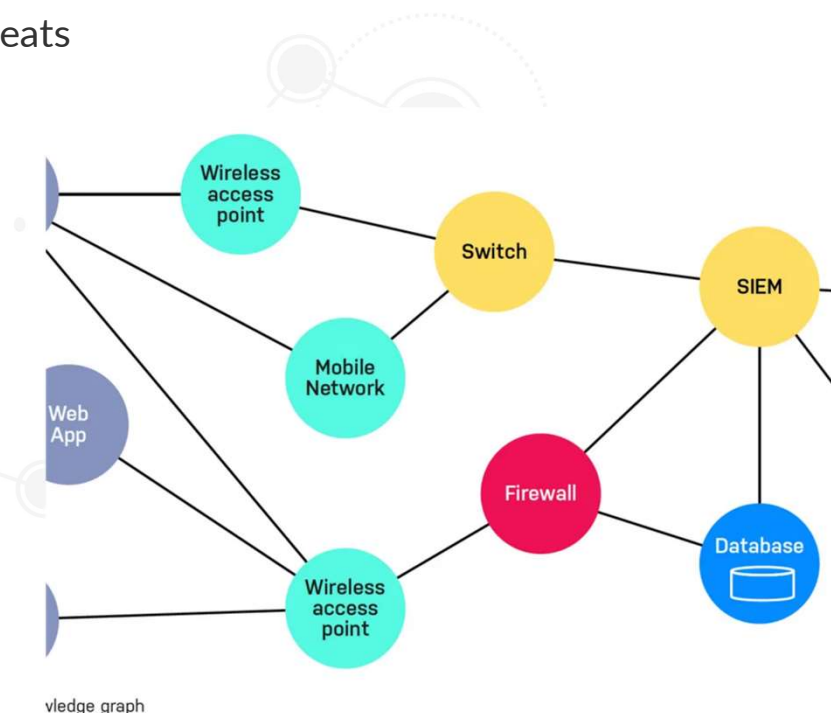 eats
Wireless
access
point
Switch
SIEM
Mobile
Network
Web
App
Firewall
Database
Wireless
access
point
vledge graph